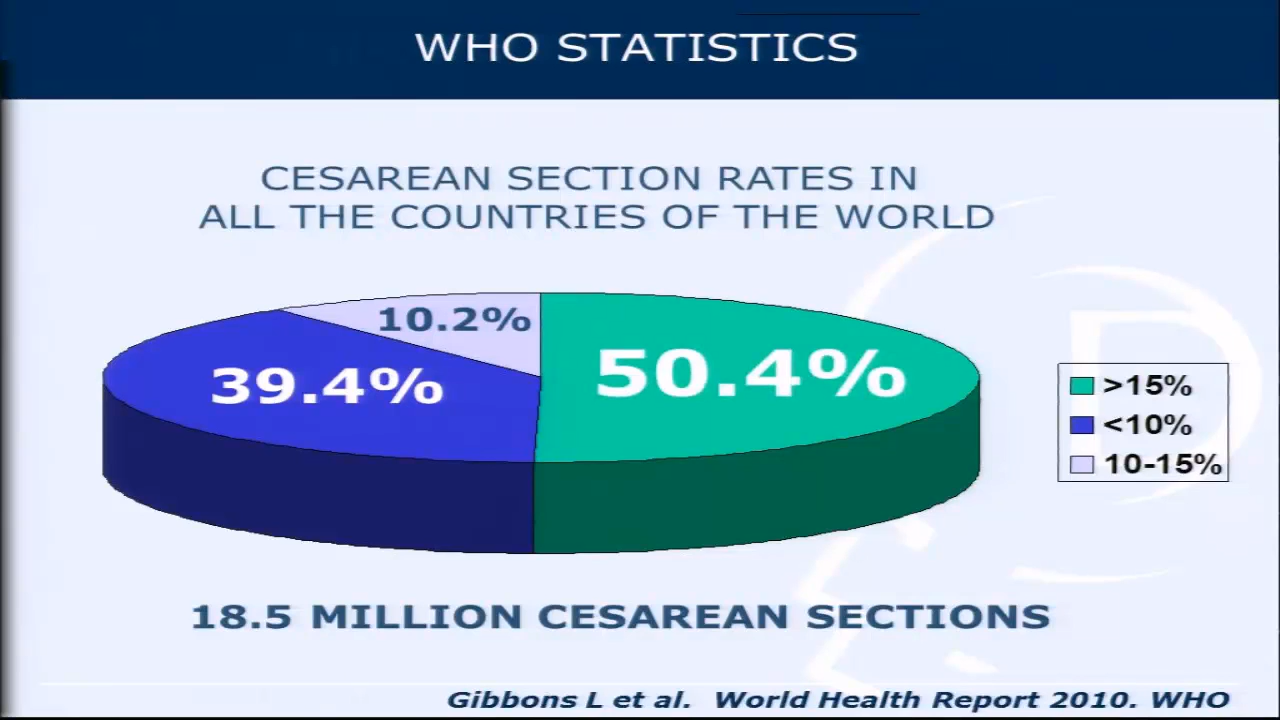 WHO STATISTICS
CESAREAN SECTION RATES IN
ALL THE COUNTRIES OF THE WORLD
10.2%
39.4%
50.4%
>15%
<10%
10-15%
18.5 MILLION CESAREAN SECTIONS
Gibbons L et al. World Health Report 2010. WHO